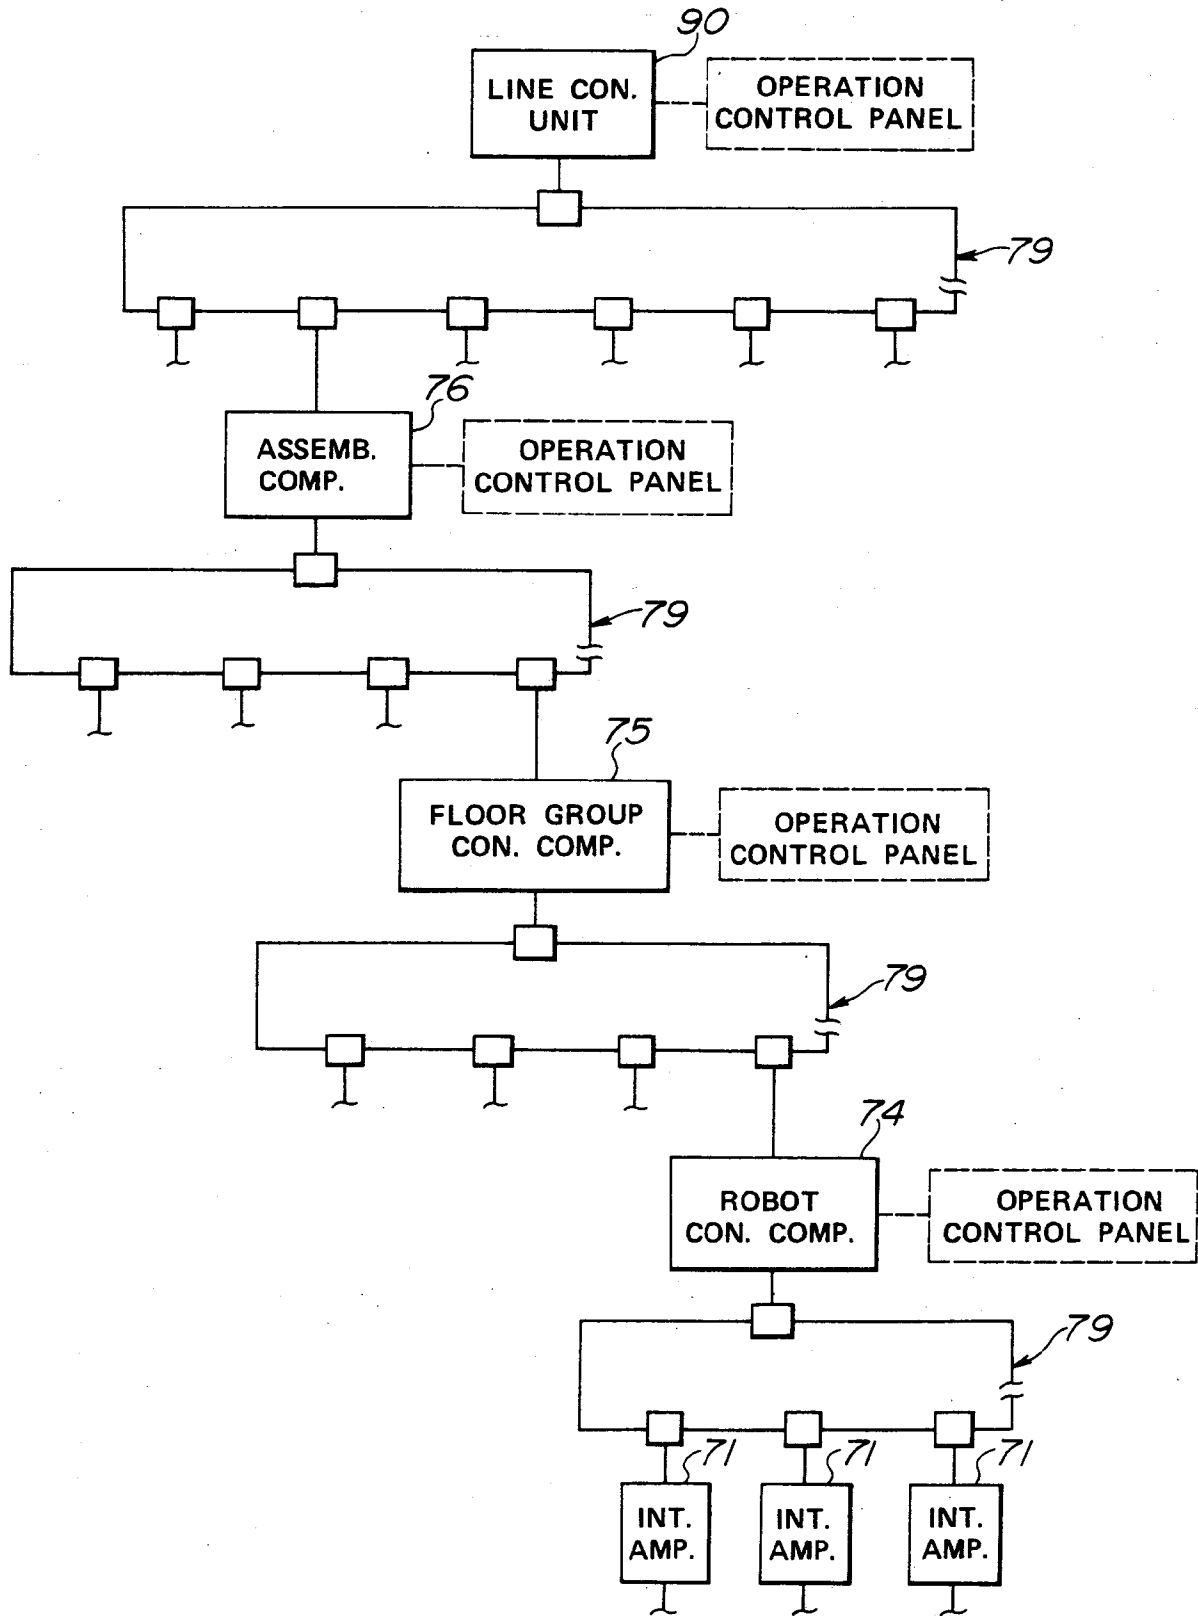 90
LINE CON.
UNIT
OPERATION
CONTROL PANEL
79
76
ASSEMB.
COMP.
OPERATION
CONTROL PANEL
79
75
FLOOR GROUP
CON. COMP.
OPERATION
CONTROL PANEL
79
74
ROBOT
CON. COMP.
OPERATION
CONTROL PANEL
79
71
71
71
INT.
AMP.
INT.
AMP.
INT.
AMP.